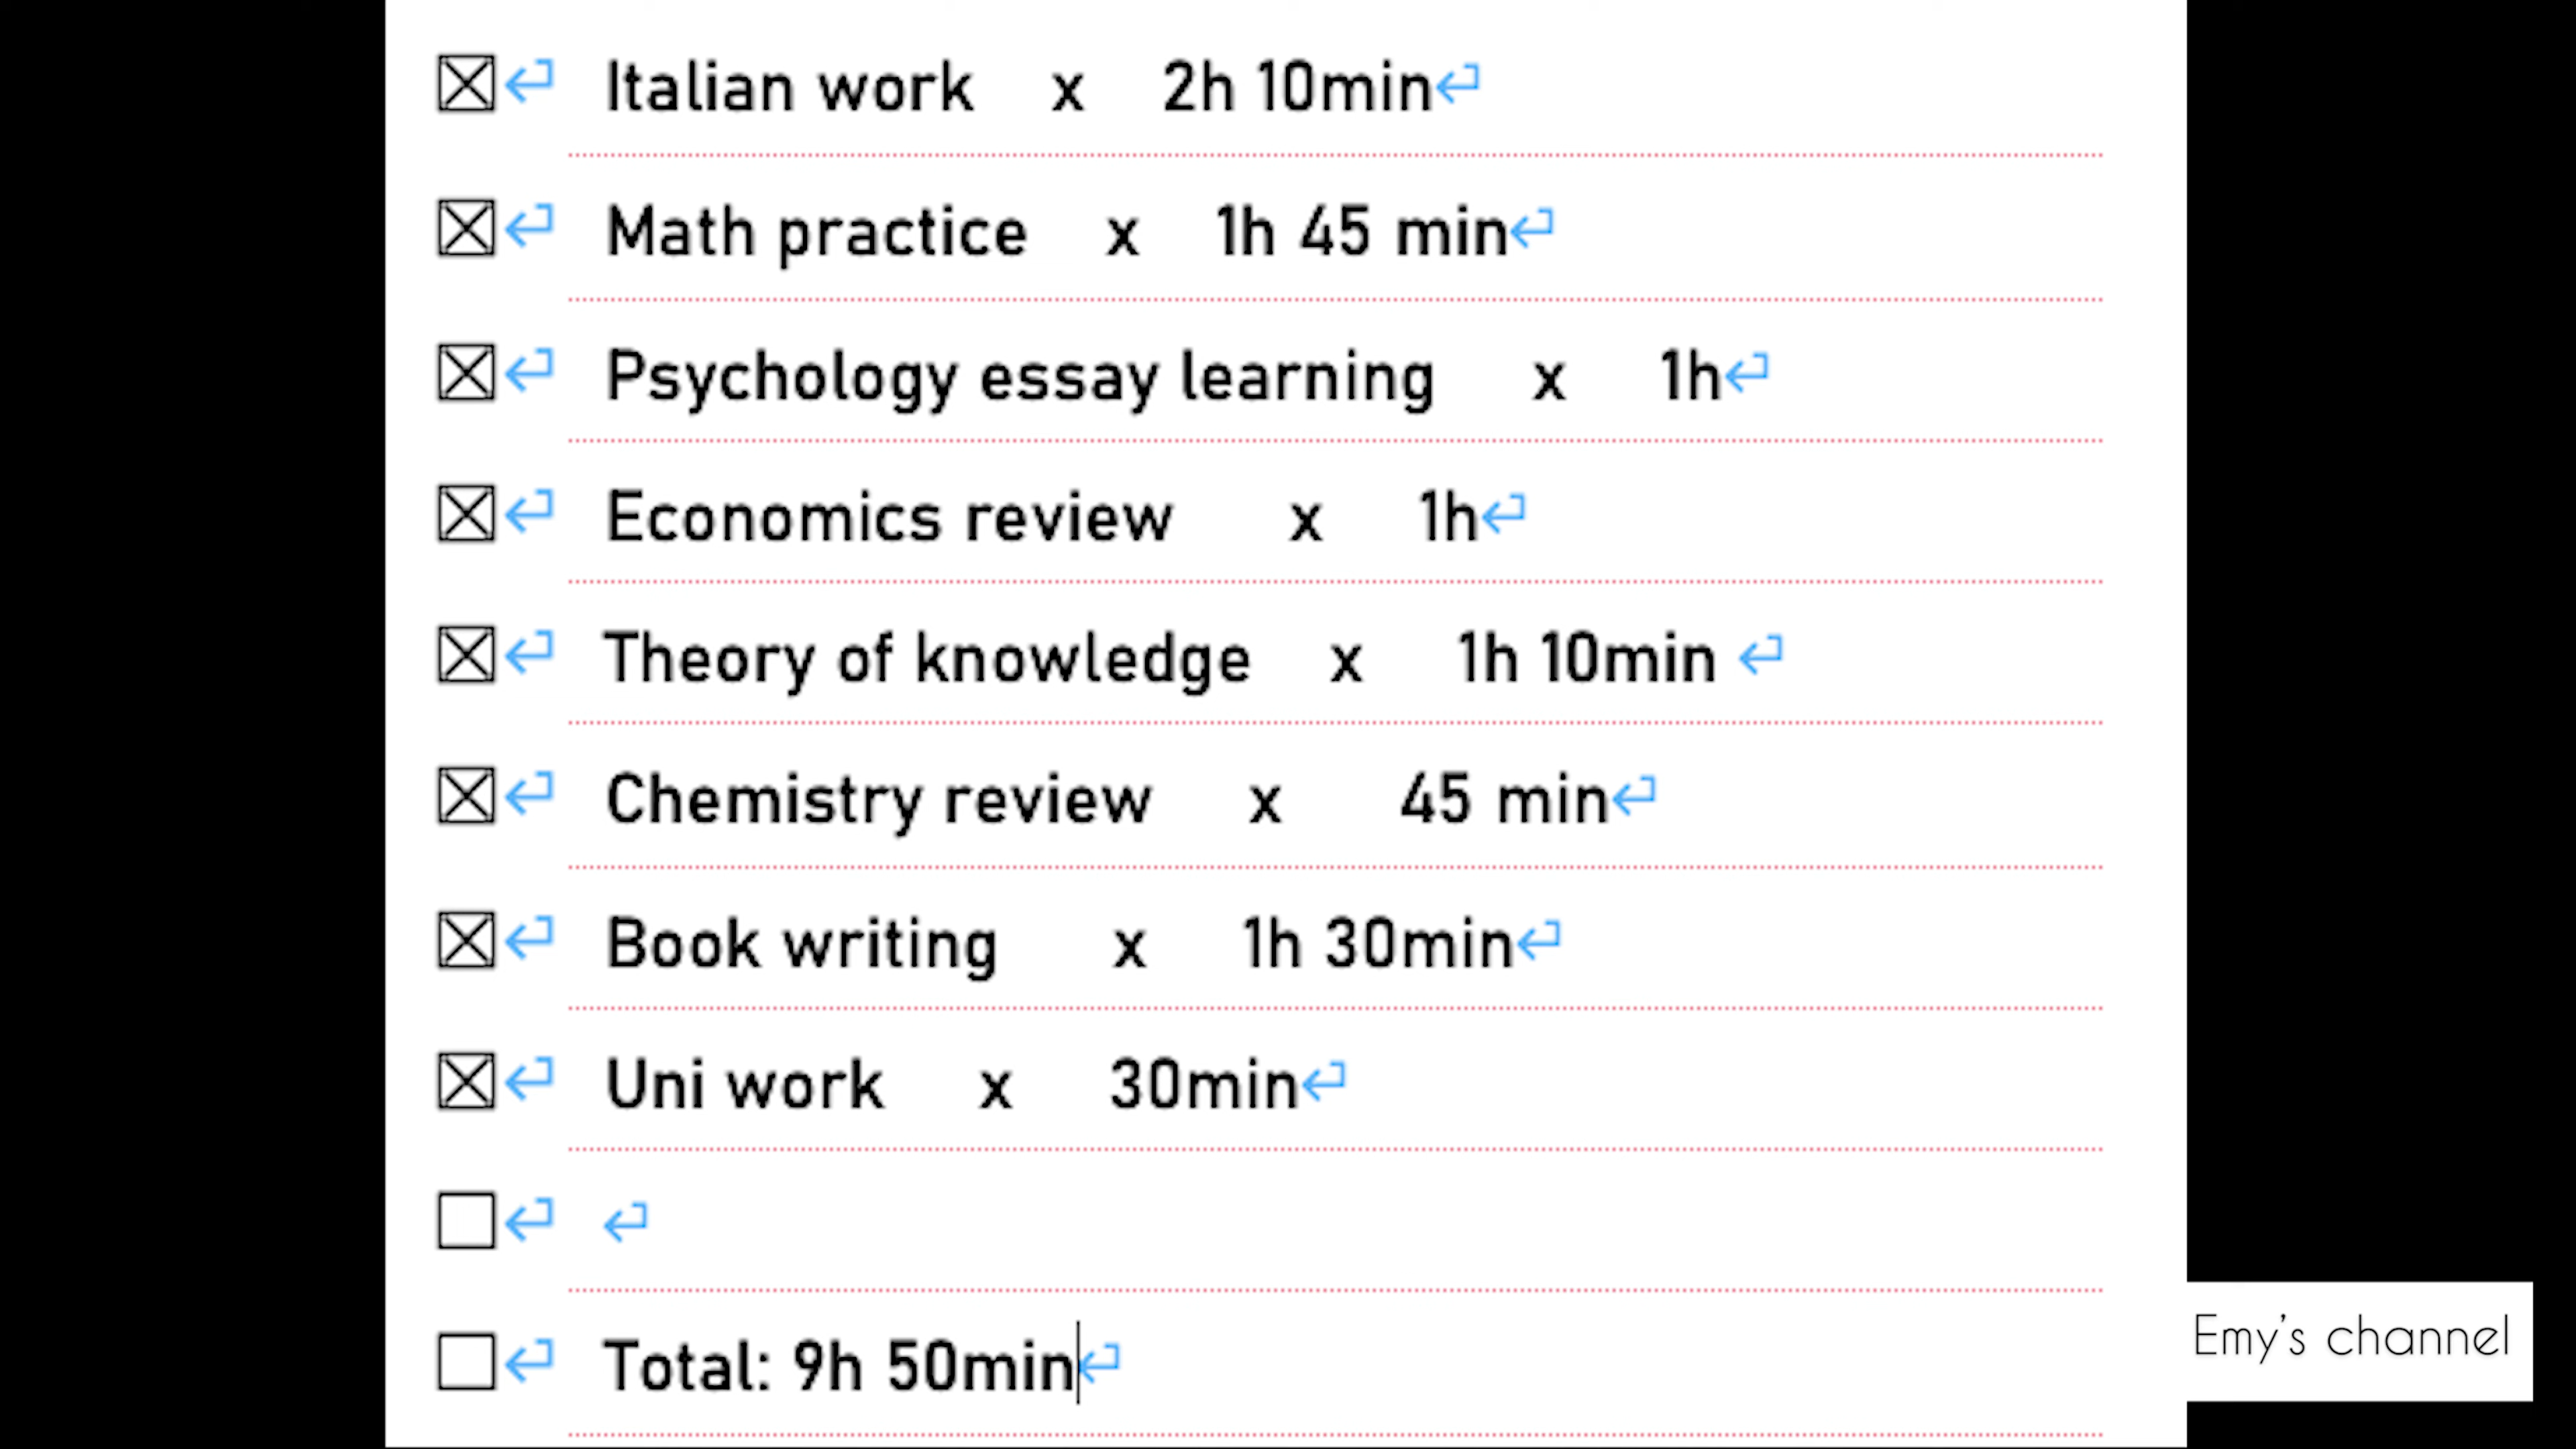 Italian work x 2h 10min
Math practice x 1h 45 min
Psychology essay learning x 1h
Economics review x 1h
Theory of knowledge x 1h 10min
Chemistry review x 45 min
Book writing x 1h 30min
Uni work x 30min
Total: 9h 50min
Emy's channel